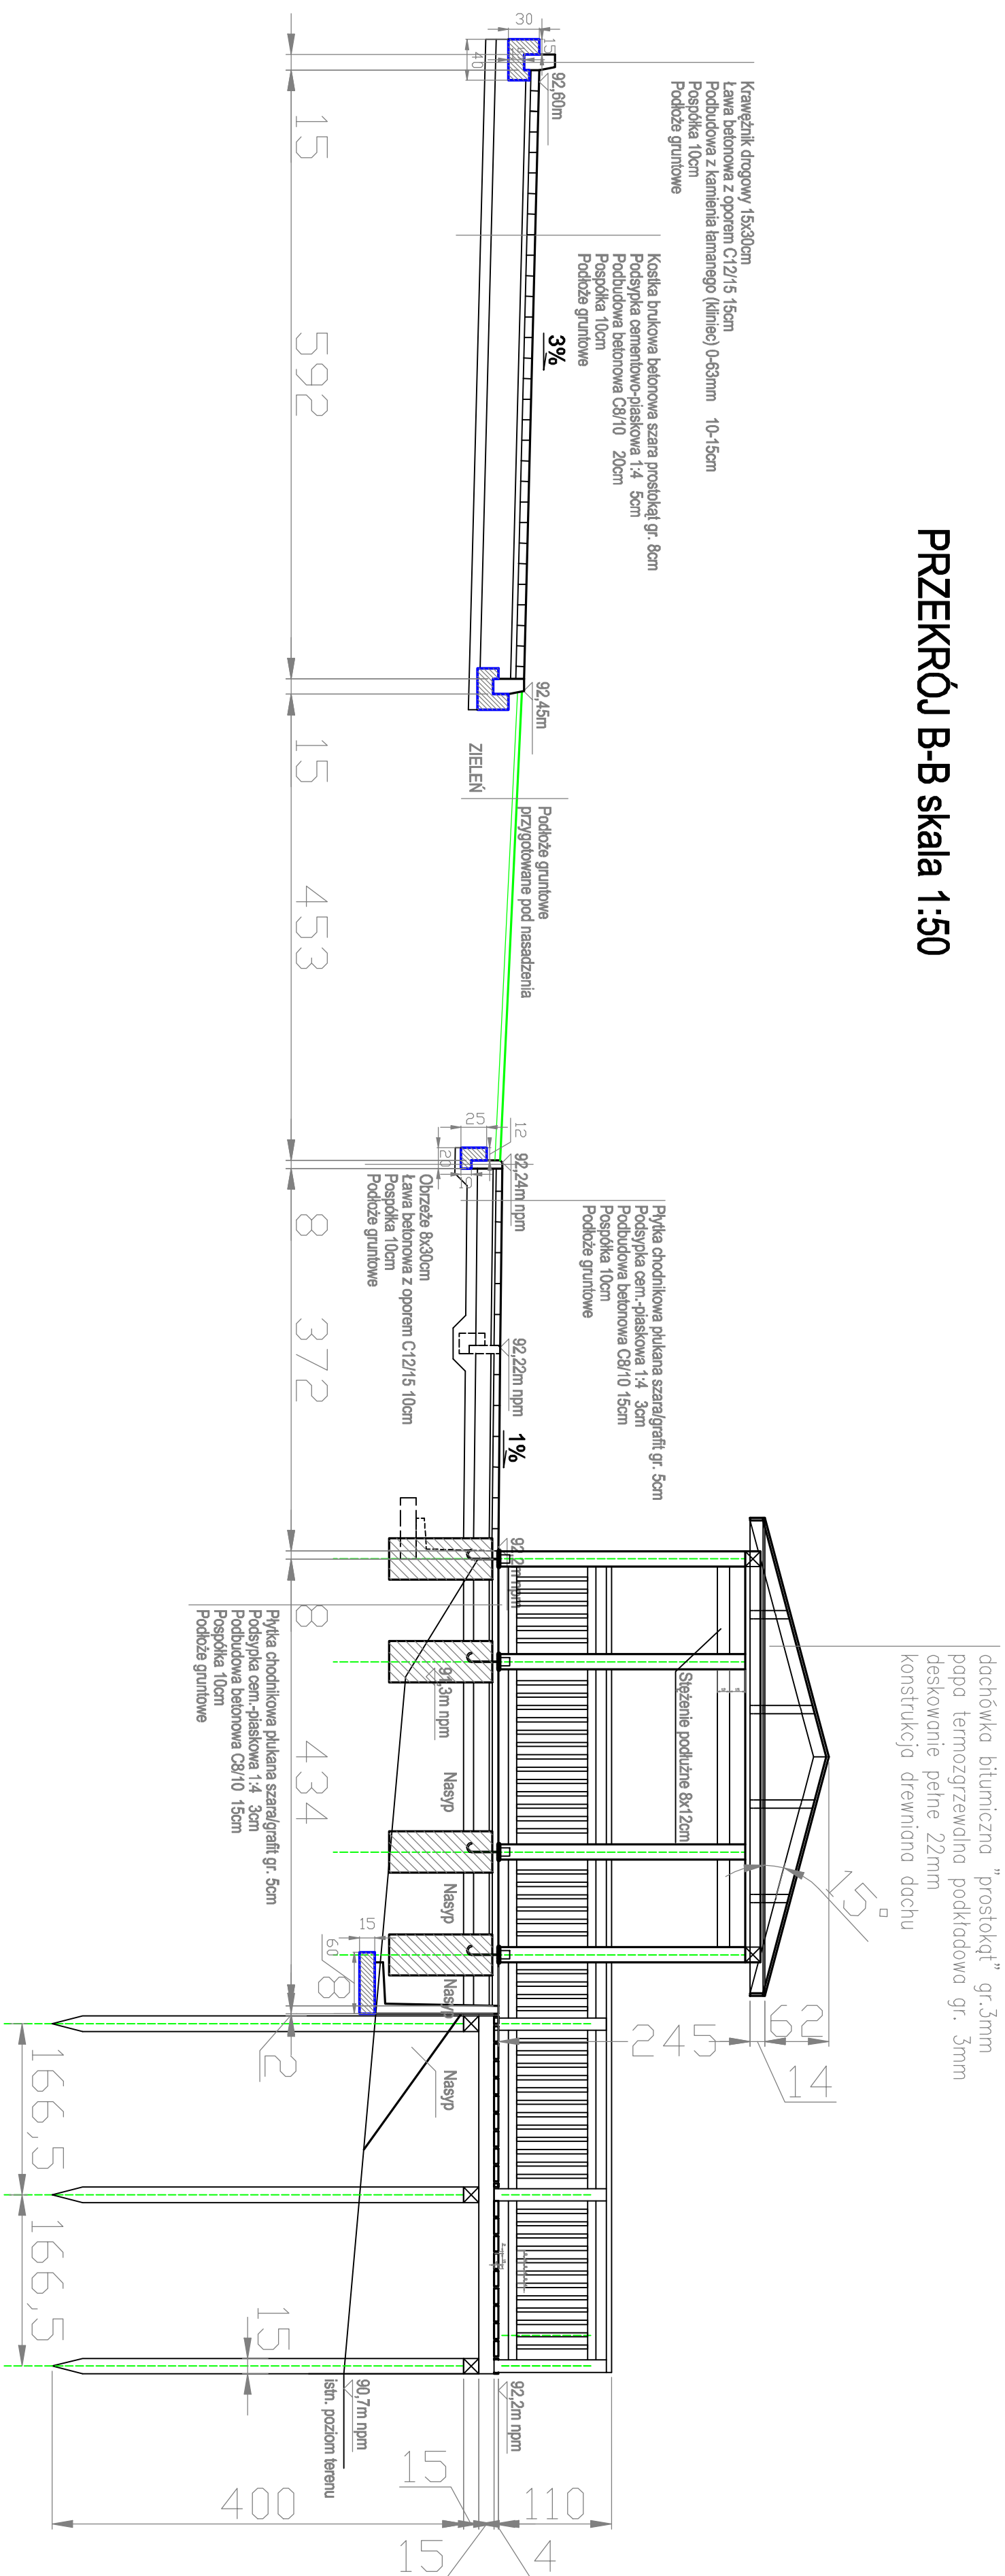 PRZEKRÓJ B-B skala 1:50
Krawężnik drogowy 15x30cm
Ława betonowa z oporem C12/15 15cm
Podbudowa z kamienia łamanego (kliniec) 0-63mm 10-15cm
Pospółka 10cm
Podłoże gruntowe
Kostka brukowa betonowa szara prostokąt gr. 8cm
Podsypka cementowo-piaskowa 1:4 5cm
Podbudowa betonowa C8/10 20cm
Pospółka 10cm
Podłoże gruntowe
Podłoże gruntowe
przygotowane pod nasadzenia
Płytka chodnikowa płukana szara/grafit gr. 5cm
Podsypka cem.-piaskowa 1:4 3cm
Podbudowa betonowa C8/10 15cm
Pospółka 10cm
Podłoże gruntowe
dachówka bitumiczna "prostokąt" gr.3mm
papa termozgrzewalna podkładowa gr. 3mm
deskowanie pełne 22mm
konstrukcja drewniana dachu
15°
62
14
245
Stężenie podłużne 8x12cm
30
15
40
92,60m
3%
92,45m
ZIELEŃ
25
12
20
10
92,24m npm
92,22m npm
1%
92,2m npm
91,3m npm
Nasyp
Nasyp
Nasyp
Nasyp
92,2m npm
90,7m npm
istn. poziom terenu
Obrzeże 8x30cm
Ława betonowa z oporem C12/15 10cm
Pospółka 10cm
Podłoże gruntowe
Płytka chodnikowa płukana szara/grafit gr. 5cm
Podsypka cem.-piaskowa 1:4 3cm
Podbudowa betonowa C8/10 15cm
Pospółka 10cm
Podłoże gruntowe
15
60
15
592
15
453
8
372
8
434
8
2
166,5
166,5
15
110
4
15
15
400